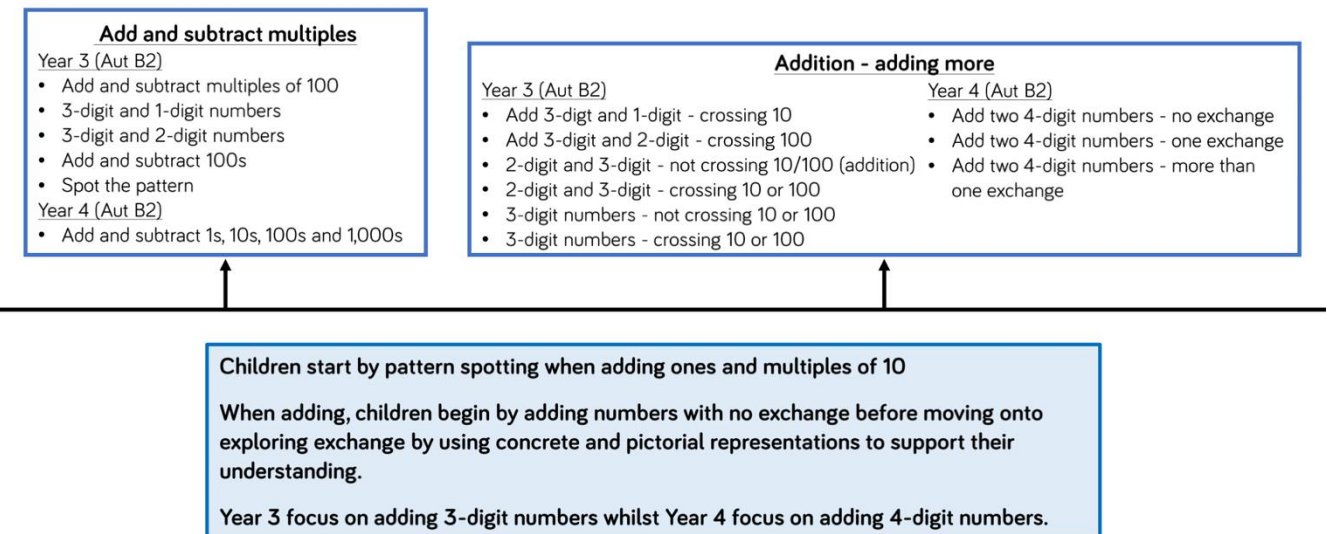 Add and subtract multiples
Year 3 (Aut B2)
• Add and subtract multiples of 100
• 3-digit and 1-digit numbers
• 3-digit and 2-digit numbers
• Add and subtract 100s
• Spot the pattern
Year 4 (Aut B2)
• Add and subtract 1s, 10s, 100s and 1,000s
Addition - adding more
Year 3 (Aut B2)
• Add 3-digt and 1-digit - crossing 10
• Add 3-digit and 2-digit - crossing 100
• 2-digit and 3-digit - not crossing 10/100 (addition)
• 2-digit and 3-digit - crossing 10 or 100
• 3-digit numbers - not crossing 10 or 100
• 3-digit numbers - crossing 10 or 100
Year 4 (Aut B2)
• Add two 4-digit numbers - no exchange
• Add two 4-digit numbers - one exchange
• Add two 4-digit numbers - more than
one exchange
Children start by pattern spotting when adding ones and multiples of 10
When adding, children begin by adding numbers with no exchange before moving onto
exploring exchange by using concrete and pictorial representations to support their
understanding.
Year 3 focus on adding 3-digit numbers whilst Year 4 focus on adding 4-digit numbers.